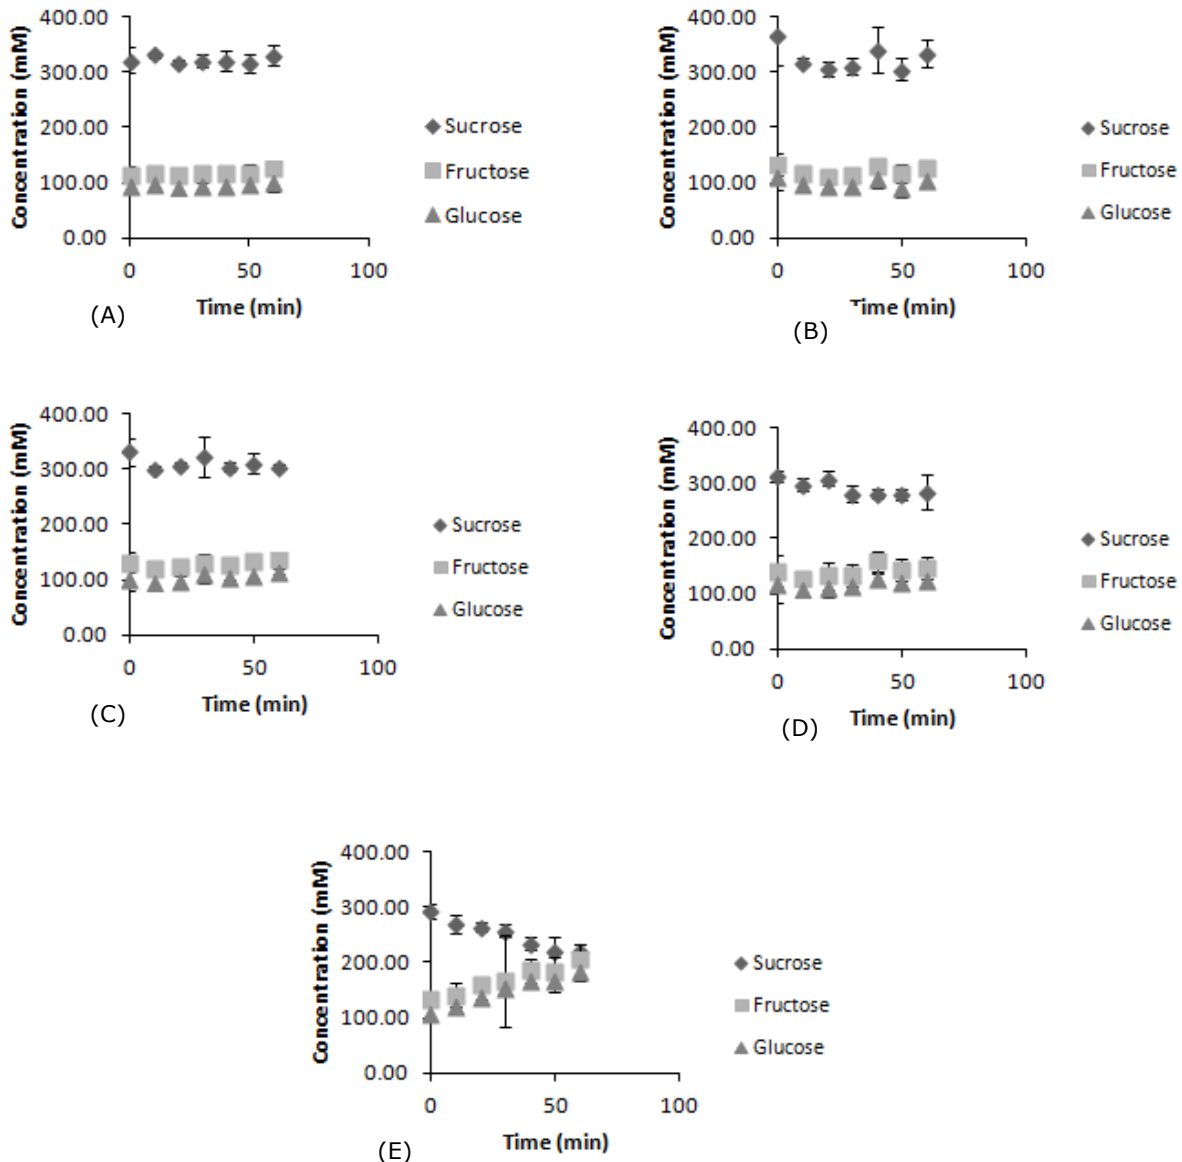 400.00
300.00
200.00
100.00
0.00
Concentration (mM)
0 50 100
Time (min)
Sucrose
Fructose
Glucose
(A)
400.00
300.00
200.00
100.00
0.00
Concentration (mM)
0 50 100
Time (min)
Sucrose
Fructose
Glucose
(B)
400.00
300.00
200.00
100.00
0.00
Concentration (mM)
0 50 100
Time (min)
Sucrose
Fructose
Glucose
(C)
400.00
300.00
200.00
100.00
0.00
Concentration (mM)
0 50 100
Time (min)
Sucrose
Fructose
Glucose
(D)
400.00
300.00
200.00
100.00
0.00
Concentration (mM)
0 50 100
Time (min)
Sucrose
Fructose
Glucose
(E)